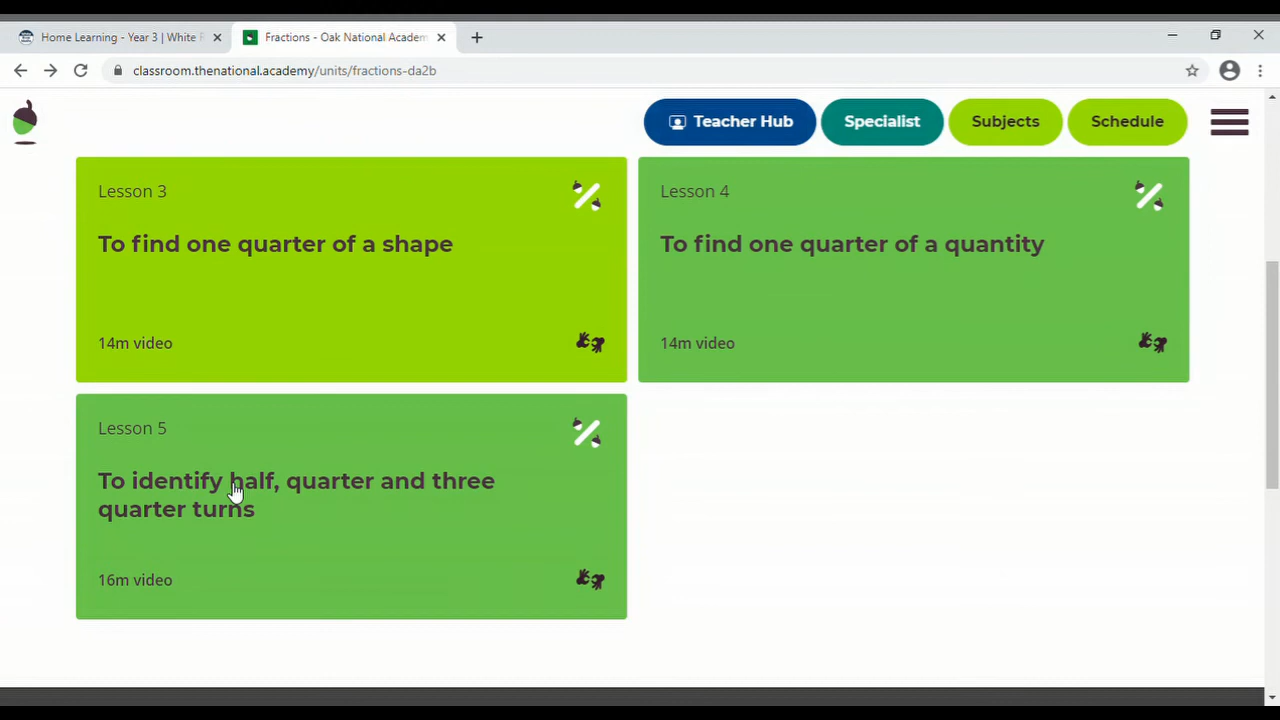 Home Learning - Year 3 | White R
Fractions - Oak National Academ
classroom.thenational.academy/units/fractions-da2b
Teacher Hub
Specialist
Subjects
Schedule
Lesson 3
To find one quarter of a shape
14m video
Lesson 4
To find one quarter of a quantity
14m video
Lesson 5
To identify half, quarter and three
quarter turns
16m video